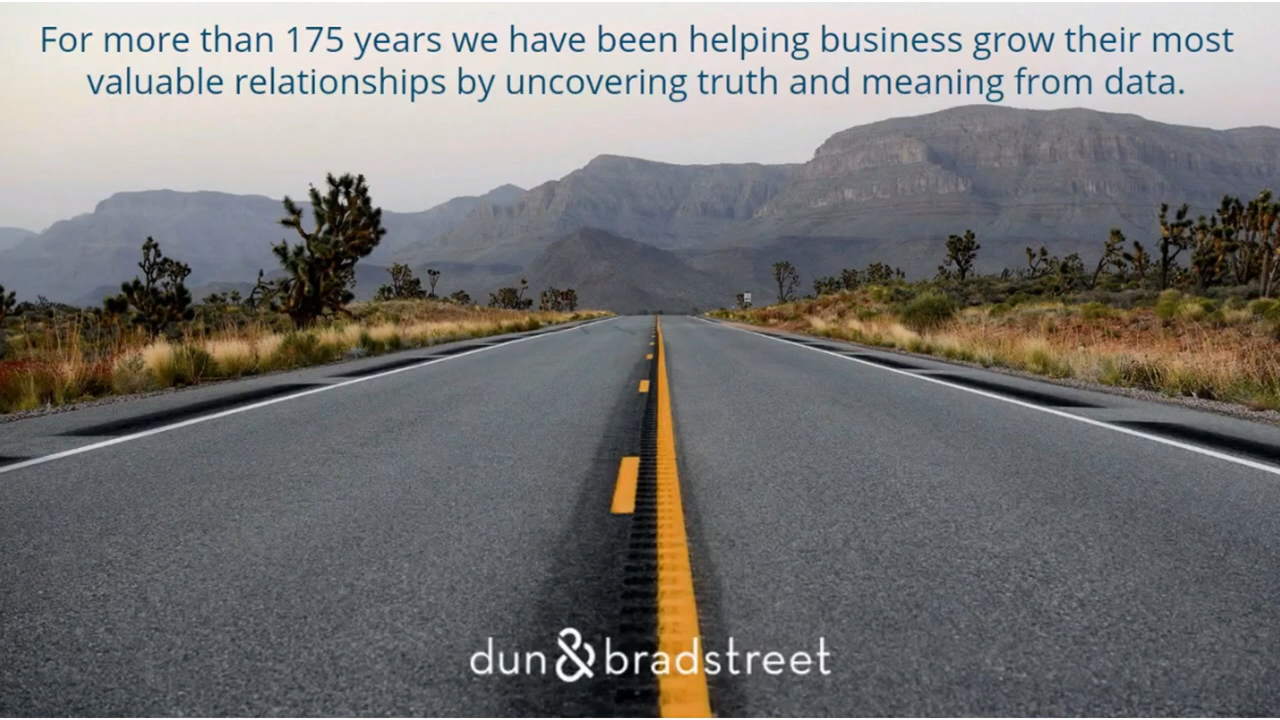 For more than 175 years we have been helping business grow their most
valuable relationships by uncovering truth and meaning from data.
dun&bradstreet